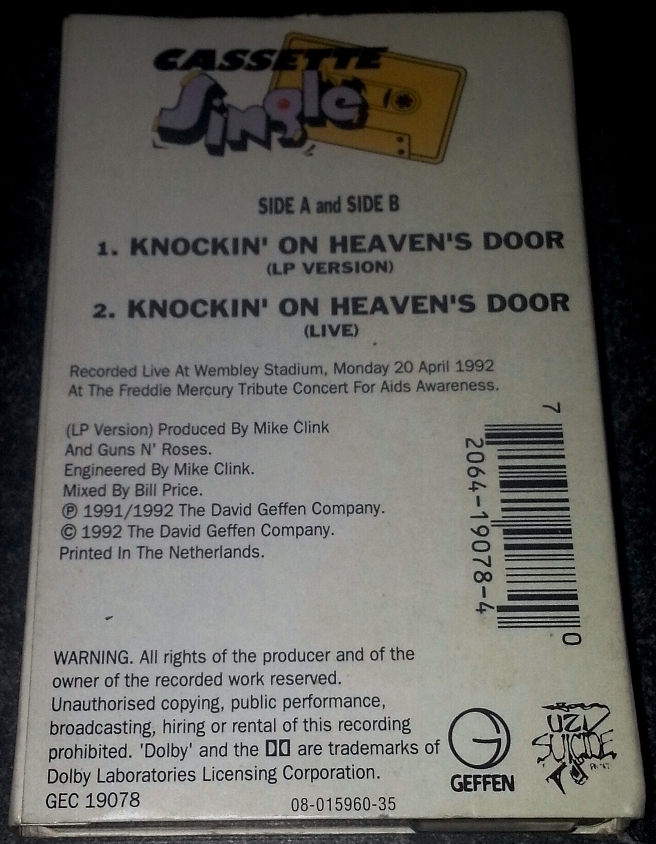 CASSETTE
Single
SIDE A and SIDE B
1. KNOCKIN' ON HEAVEN'S DOOR
(LP VERSION)
2. KNOCKIN' ON HEAVEN'S DOOR
(LIVE)
Recorded Live At Wembley Stadium, Monday 20 April 1992
At The Freddie Mercury Tribute Concert For Aids Awareness.
(LP Version) Produced By Mike Clink
And Guns N' Roses.
Engineered By Mike Clink.
Mixed By Bill Price.
℗ 1991/1992 The David Geffen Company.
© 1992 The David Geffen Company.
Printed In The Netherlands.
7 2064-19078-4 0
WARNING. All rights of the producer and of the
owner of the recorded work reserved.
Unauthorised copying, public performance,
broadcasting, hiring or rental of this recording
prohibited. 'Dolby' and the are trademarks of
Dolby Laboratories Licensing Corporation.
GEC 19078
08-015960-35
GEFFEN
UZI
SUICIDE